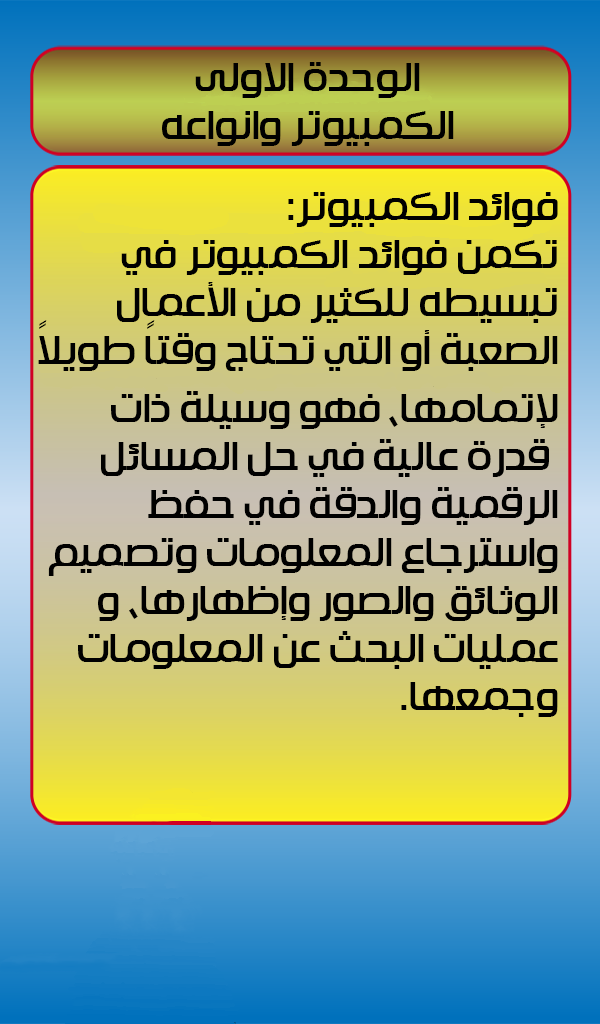 الوحدة الاولى
الكمبيوتر وانواعه
فوائد الكمبيوتر:
تكمن فوائد الكمبيوتر في
تبسيطه للكثير من الأعمال
الصعبة أو التي تحتاج وقتاً طويلاً
لإتمامها، فهو وسيلة ذات
قدرة عالية في حل المسائل
الرقمية والدقة في حفظ
واسترجاع المعلومات وتصميم
الوثائق والصور وإظهارها، و
عمليات البحث عن المعلومات
وجمعها.